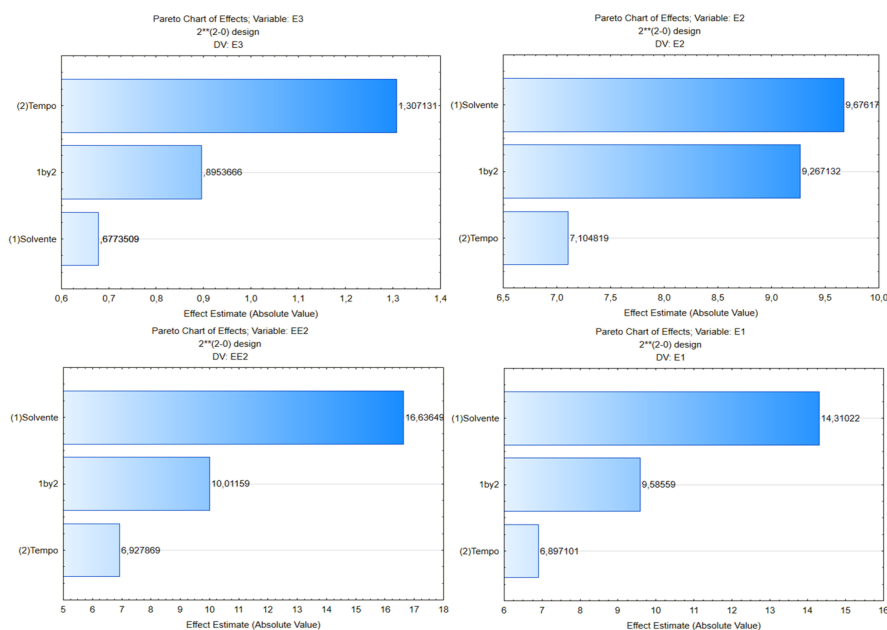 Pareto Chart of Effects; Variable: E3
2**(2-0) design
DV: E3
(2)Tempo
1,307131
1by2
,8953666
(1)Solvente
,6773509
0,6 0,7 0,8 0,9 1,0 1,1 1,2 1,3 1,4
Effect Estimate (Absolute Value)
Pareto Chart of Effects; Variable: E2
2**(2-0) design
DV: E2
(1)Solvente
9,67617
1by2
9,267132
(2)Tempo
7,104819
6,5 7,0 7,5 8,0 8,5 9,0 9,5 10,0
Effect Estimate (Absolute Value)
Pareto Chart of Effects; Variable: EE2
2**(2-0) design
DV: EE2
(1)Solvente
16,63649
1by2
10,01159
(2)Tempo
6,927869
5 6 7 8 9 10 11 12 13 14 15 16 17 18
Effect Estimate (Absolute Value)
Pareto Chart of Effects; Variable: E1
2**(2-0) design
DV: E1
(1)Solvente
14,31022
1by2
9,58559
(2)Tempo
6,897101
6 7 8 9 10 11 12 13 14 15 16
Effect Estimate (Absolute Value)